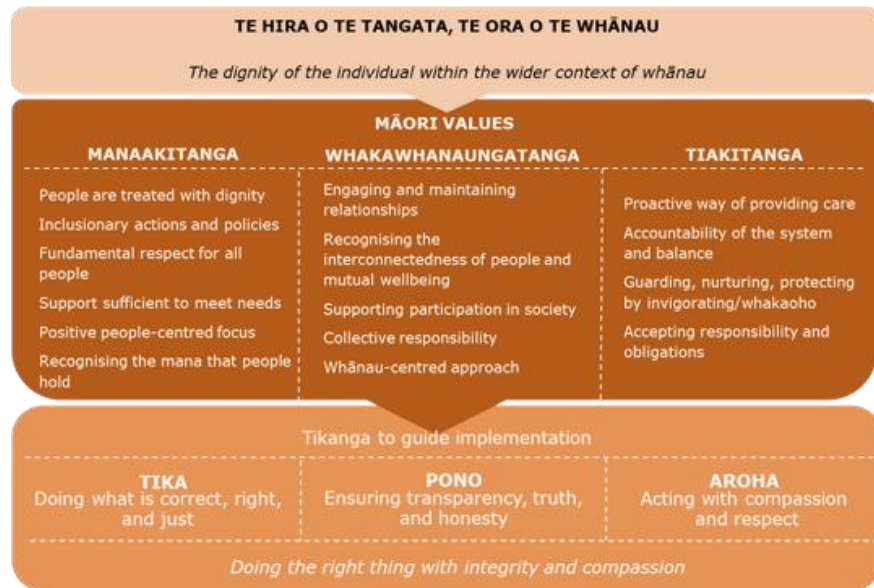 TE HIRA O TE TANGATA, TE ORA O TE WHĀNAU
The dignity of the individual within the wider context of whānau
MĀORI VALUES
MANAAKITANGA
People are treated with dignity
Inclusionary actions and policies
Fundamental respect for all
people
Support sufficient to meet needs
Positive people-centred focus
Recognising the mana that people
hold
WHAKAWHANAUNGATANGA
Engaging and maintaining
relationships
Recognising the
interconnectedness of people and
mutual wellbeing
Supporting participation in society
Collective responsibility
Whānau-centred approach
TIAKITANGA
Proactive way of providing care
Accountability of the system
and balance
Guarding, nurturing, protecting
by invigorating/whakaoho
Accepting responsibility and
obligations
Tikanga to guide implementation
TIKA
Doing what is correct, right,
and just
PONO
Ensuring transparency, truth,
and honesty
AROHA
Acting with compassion
and respect
Doing the right thing with integrity and compassion